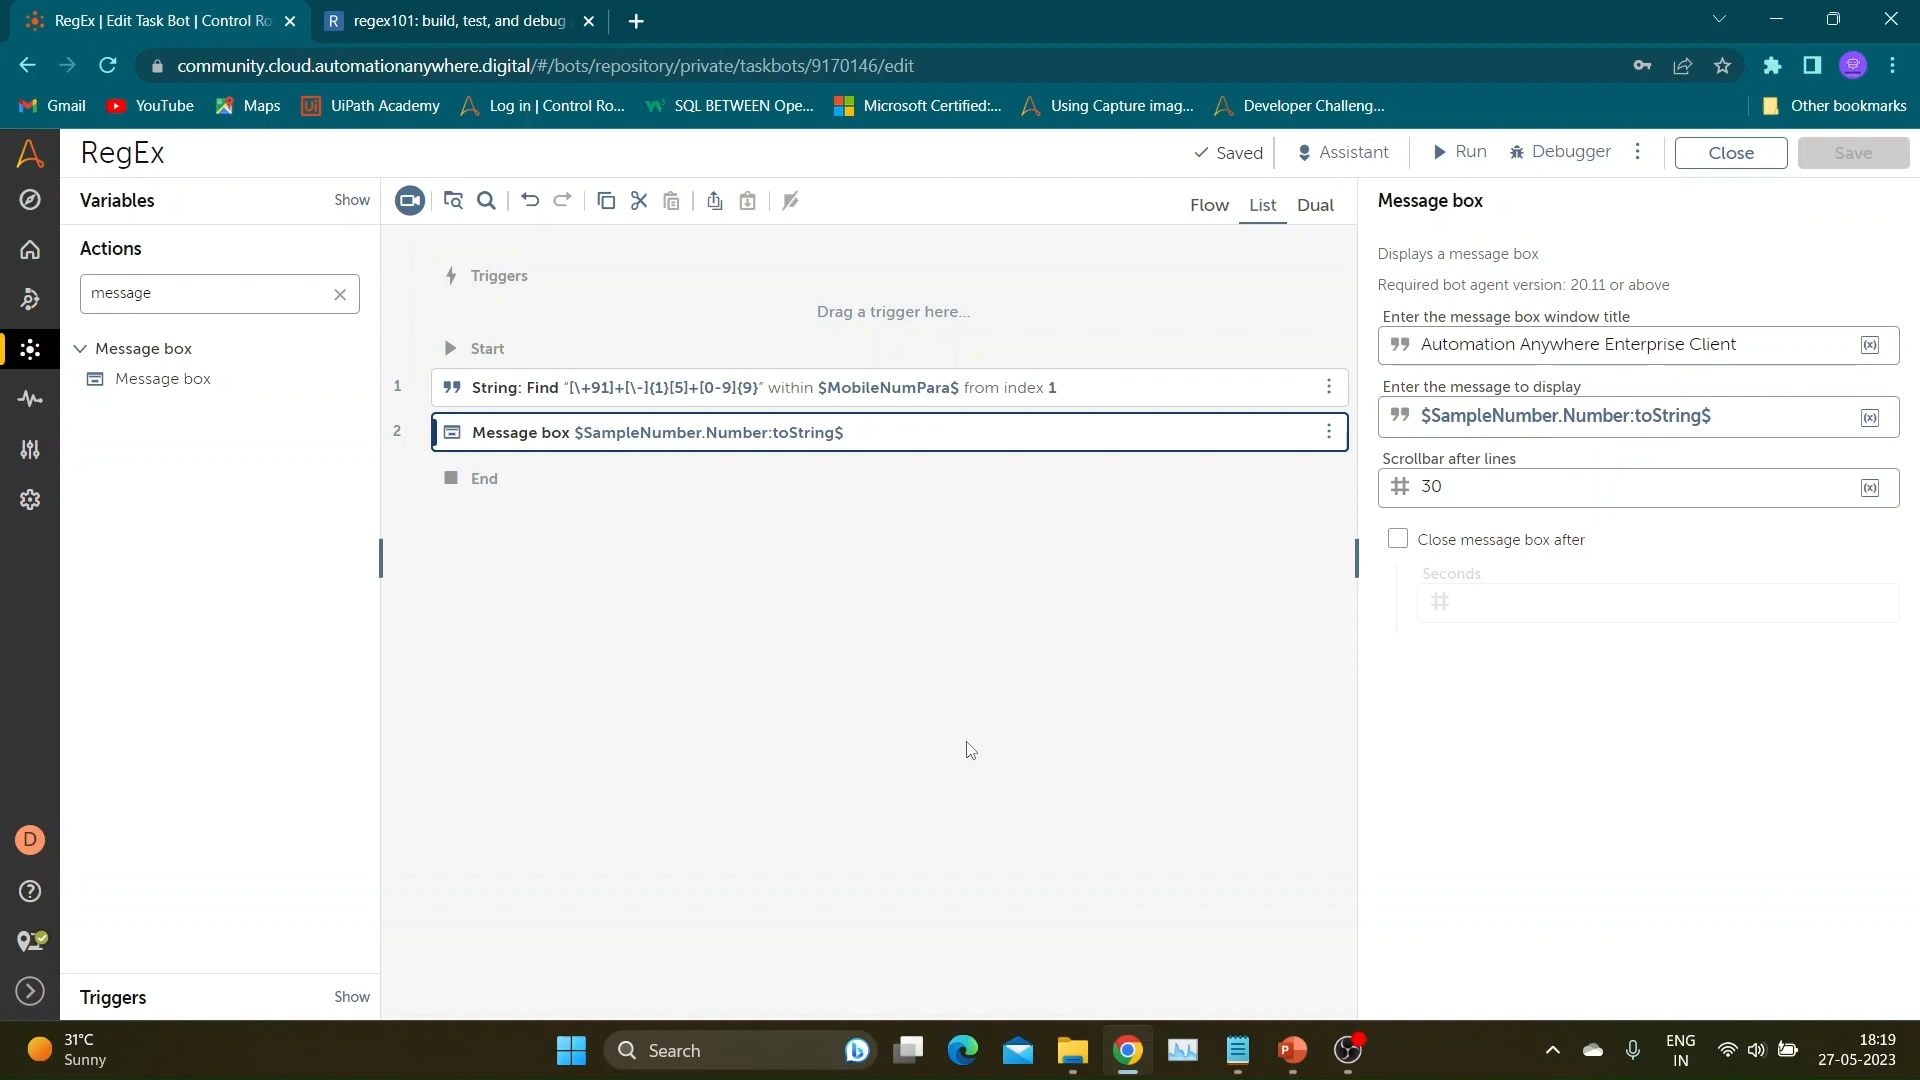 RegEx | Edit Task Bot | Control Ro
regex101: build, test, and debug
community.cloud.automationanywhere.digital/#/bots/repository/private/taskbots/9170146/edit
Gmail
YouTube
Maps
UiPath Academy
Log in | Control Ro...
SQL BETWEEN Ope...
Microsoft Certified:...
Using Capture imag...
Developer Challeng...
Other bookmarks
RegEx
Saved
Assistant
Run
Debugger
Close
Save
Variables
Show
Flow
List
Dual
Message box
Actions
message
Message box
Message box
Triggers
Drag a trigger here...
Start
1
String: Find "[\+91]+[\-]{1}[5]+[0-9]{9}" within $MobileNumPara$ from index 1
2
Message box $SampleNumber.Number:toString$
End
Displays a message box
Required bot agent version: 20.11 or above
Enter the message box window title
Automation Anywhere Enterprise Client
(x)
Enter the message to display
$SampleNumber.Number:toString$
(x)
Scrollbar after lines
30
(x)
Close message box after
Seconds
D
Triggers
Show
31°C
Sunny
Search
ENG
IN
18:19
27-05-2023